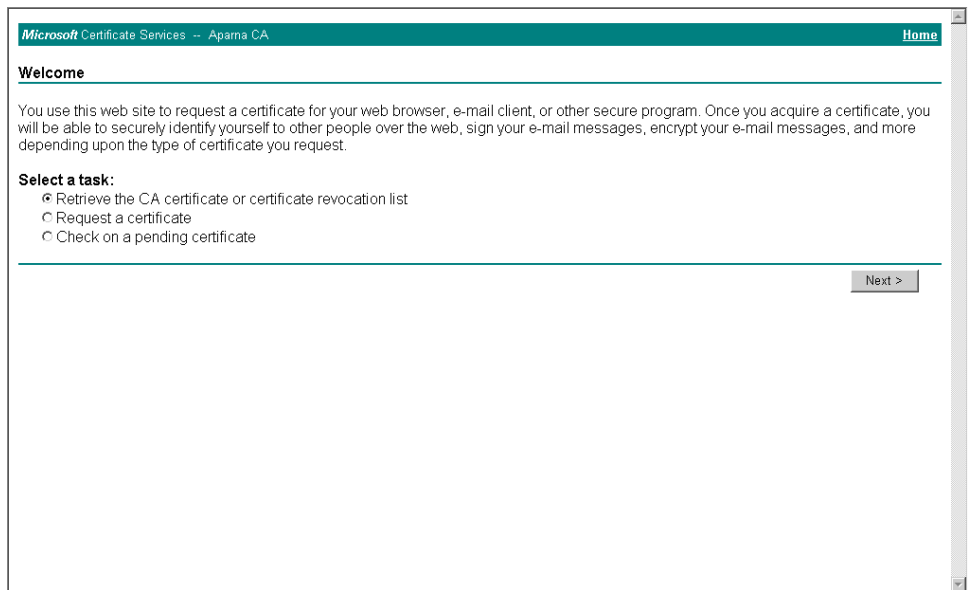 Microsoft Certificate Services -- Aparna CA Home
Welcome
You use this web site to request a certificate for your web browser, e-mail client, or other secure program. Once you acquire a certificate, you
will be able to securely identify yourself to other people over the web, sign your e-mail messages, encrypt your e-mail messages, and more
depending upon the type of certificate you request.
Select a task:
Retrieve the CA certificate or certificate revocation list
Request a certificate
Check on a pending certificate
Next >